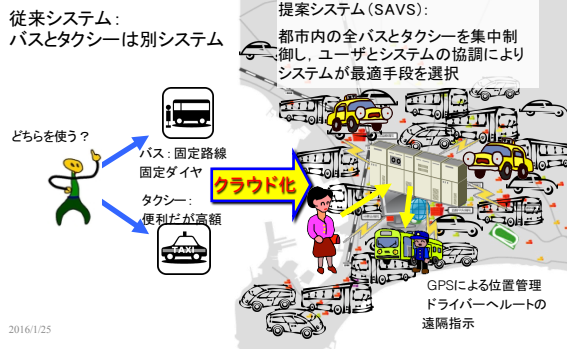 従来システム：
バスとタクシーは別システム
提案システム（SAVS）：
都市内の全バスとタクシーを集中制
御し，ユーザとシステムの協調により
システムが最適手段を選択
どちらを使う？
バス：固定路線
固定ダイヤ
タクシー：
便利だが高額
TAXI
クラウド化
GPSによる位置管理
ドライバーへルートの
遠隔指示
2016/1/25